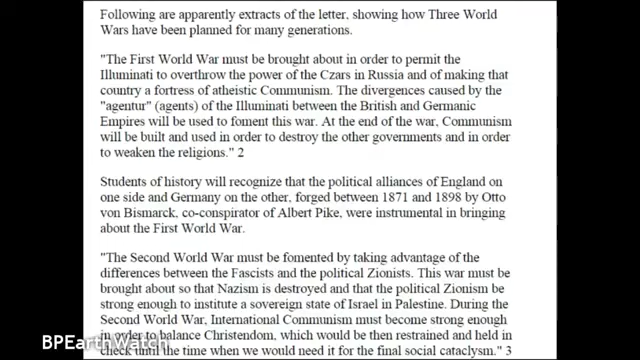 Following are apparently extracts of the letter, showing how Three World
Wars have been planned for many generations.
"The First World War must be brought about in order to permit the
Illuminati to overthrow the power of the Czars in Russia and of making that
country a fortress of atheistic Communism. The divergences caused by the
"agentur" (agents) of the Illuminati between the British and Germanic
Empires will be used to foment this war. At the end of the war, Communism
will be built and used in order to destroy the other governments and in order
to weaken the religions." 2
Students of history will recognize that the political alliances of England on
one side and Germany on the other, forged between 1871 and 1898 by Otto
von Bismarck, co-conspirator of Albert Pike, were instrumental in bringing
about the First World War.
"The Second World War must be fomented by taking advantage of the
differences between the Fascists and the political Zionists. This war must be
brought about so that Nazism is destroyed and that the political Zionism be
strong enough to institute a sovereign state of Israel in Palestine. During the
Second World War, International Communism must become strong enough
in order to balance Christendom, which would be then restrained and held in
check until the time when we would need it for the final social cataclysm." 3
BPEarthWatch